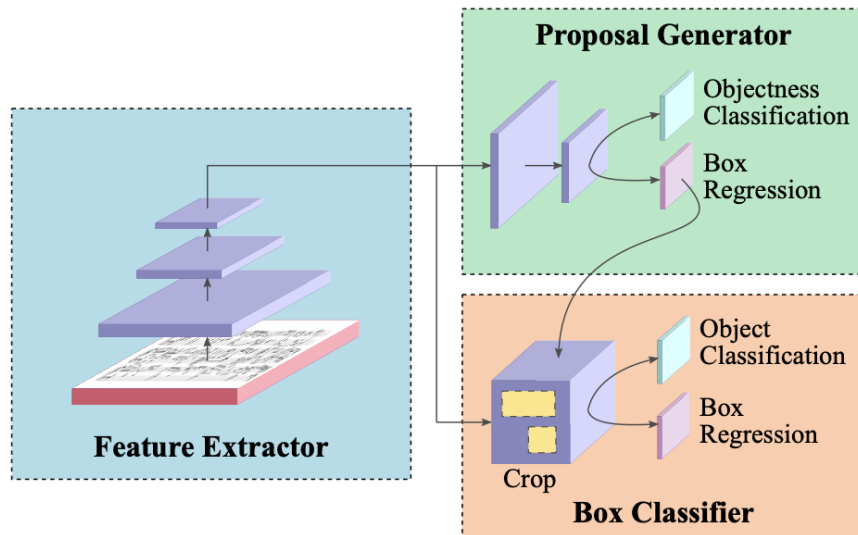 Proposal Generator
Objectness
Classification
Box
Regression
Feature Extractor
Object
Classification
Box
Regression
Crop
Box Classifier